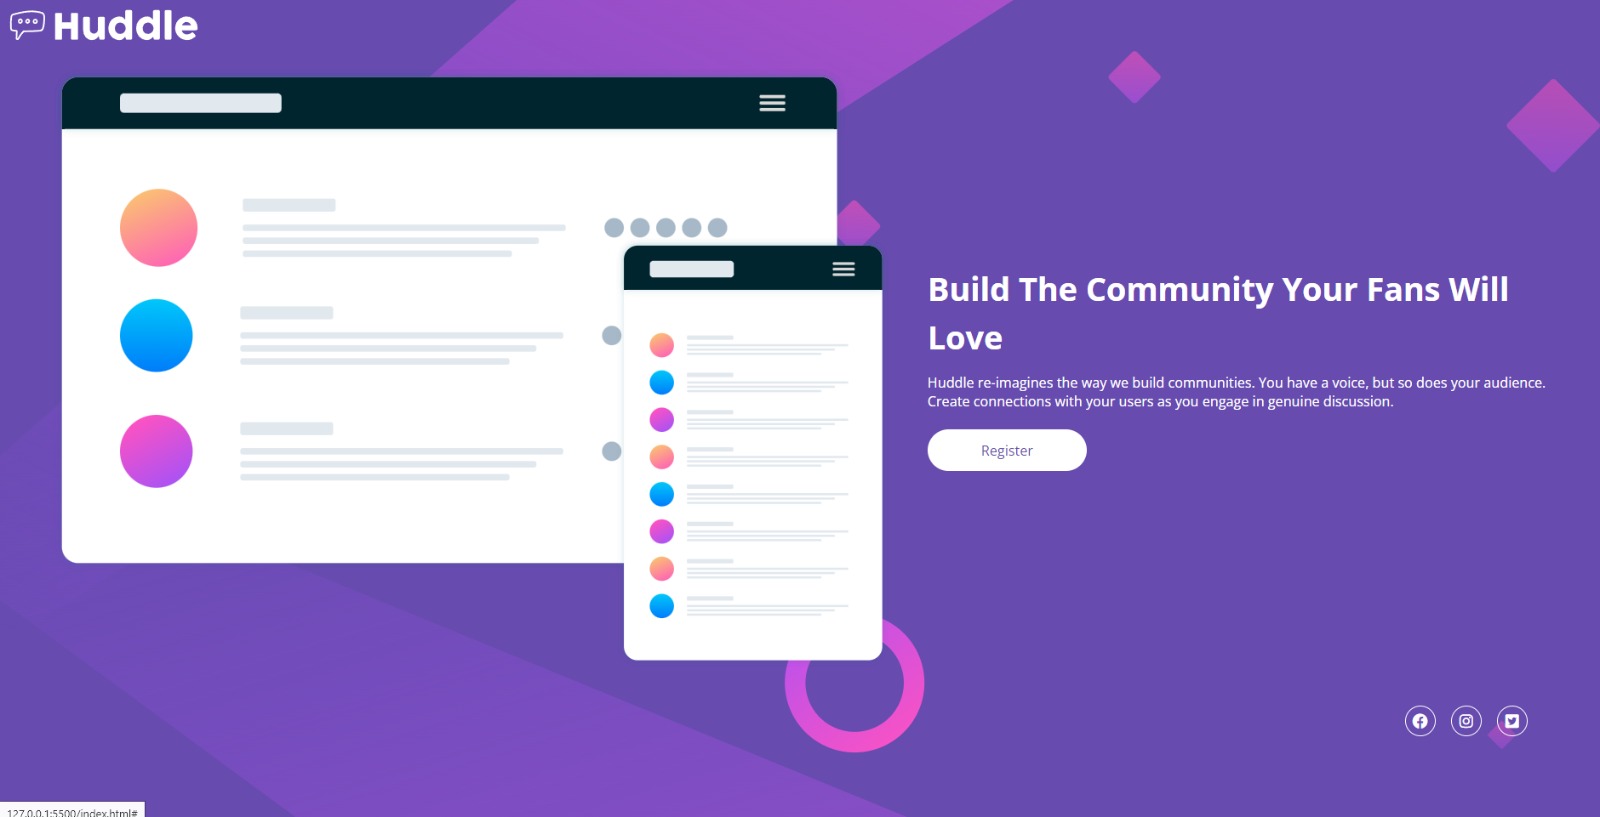 Huddle
Build The Community Your Fans Will
Love
Huddle re-imagines the way we build communities. You have a voice, but so does your audience.
Create connections with your users as you engage in genuine discussion.
Register
127.0.0.1:5500/index.html#